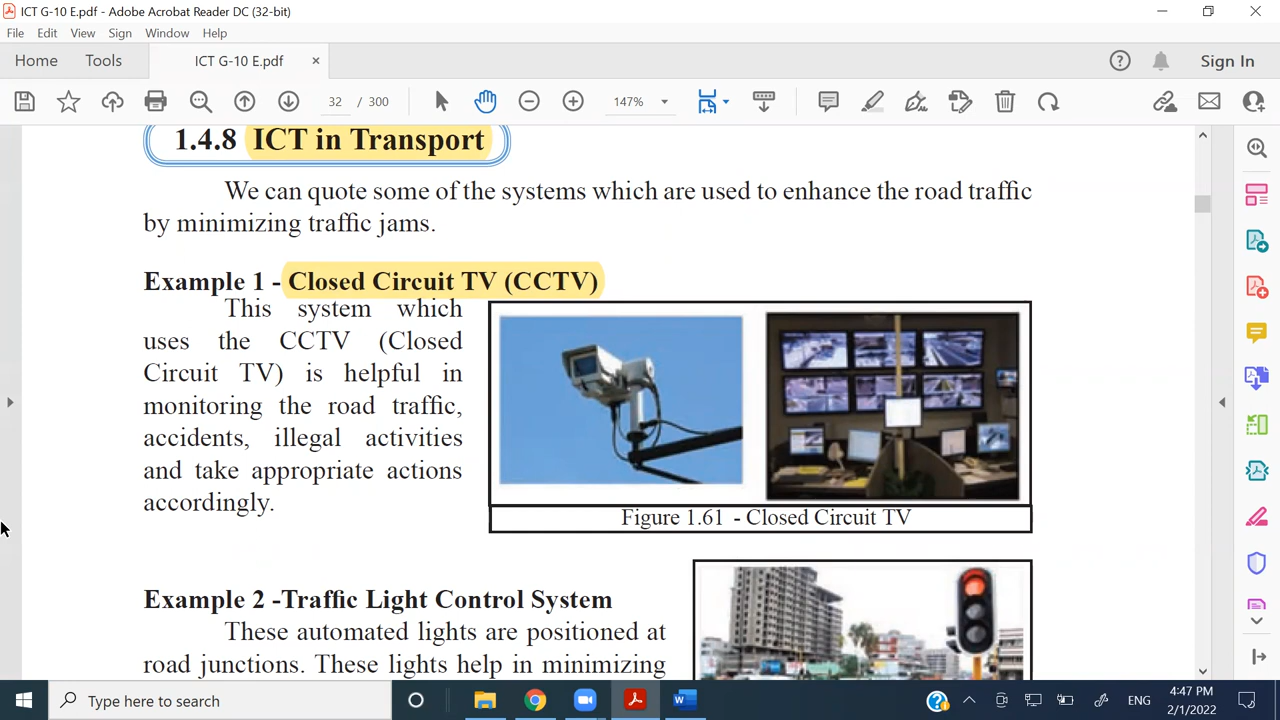 ICT G-10 E.pdf - Adobe Acrobat Reader DC (32-bit)
File Edit View Sign Window Help
Home Tools ICT G-10 E.pdf × Sign In
32 / 300 147%
1.4.8 ICT in Transport
We can quote some of the systems which are used to enhance the road traffic
by minimizing traffic jams.
Example 1 - Closed Circuit TV (CCTV)
This system which
uses the CCTV (Closed
Circuit TV) is helpful in
monitoring the road traffic,
accidents, illegal activities
and take appropriate actions
accordingly.
Figure 1.61 - Closed Circuit TV
Example 2 -Traffic Light Control System
These automated lights are positioned at
road junctions. These lights help in minimizing
Type here to search
ENG
4:47 PM
2/1/2022